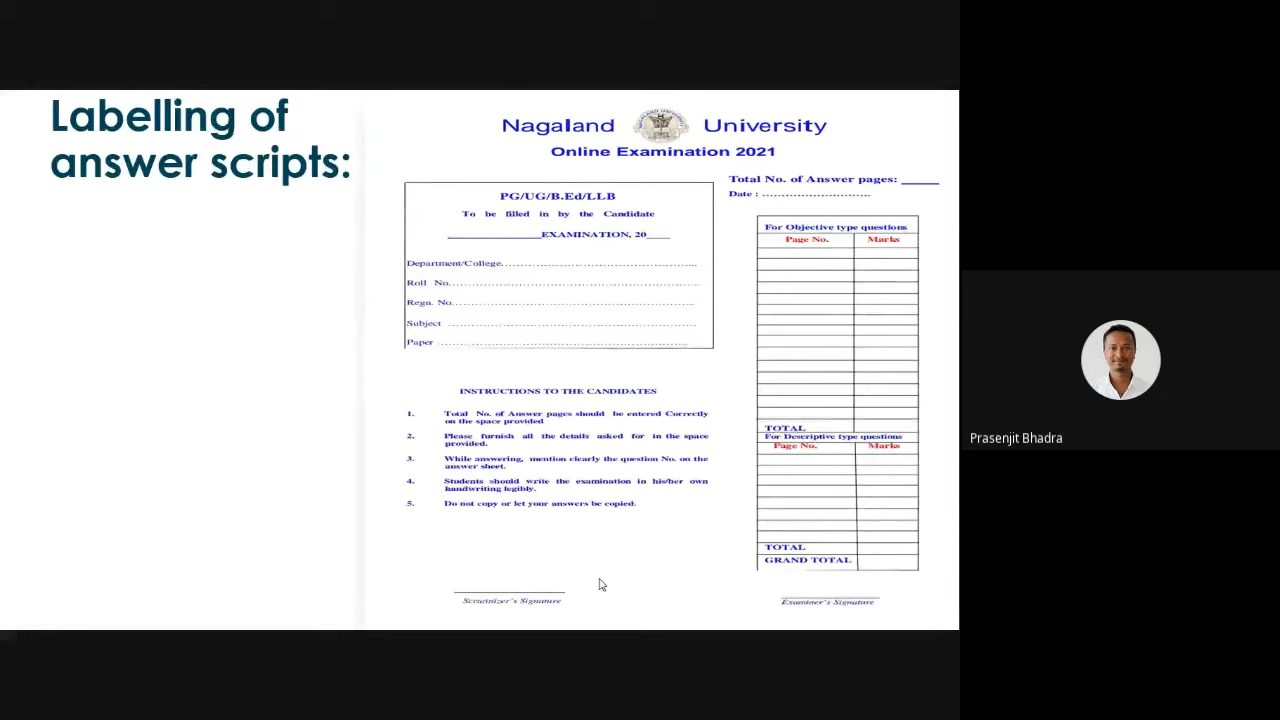 Labelling of
answer scripts:
Nagaland University
Online Examination 2021
Total No. of Answer pages: _____
Date : ............................
PG/UG/B.Ed/LLB
To be filled in by the Candidate
________________EXAMINATION, 20____
Department/College..................................................
Roll No................................................................
Regn. No..............................................................
Subject ................................................................
Paper ..................................................................
INSTRUCTIONS TO THE CANDIDATES
1. Total No. of Answer pages should be entered Correctly
on the space provided
2. Please furnish all the details asked for in the space
provided.
3. While answering, mention clearly the question No. on the
answer sheet.
4. Students should write the examination in his/her own
handwriting legibly.
5. Do not copy or let your answers be copied.
Scrutinizer's Signature
For Objective type questions
Page No. Marks
TOTAL
For Descriptive type questions
Page No. Marks
TOTAL
GRAND TOTAL
Examiner's Signature
Prasenjit Bhadra